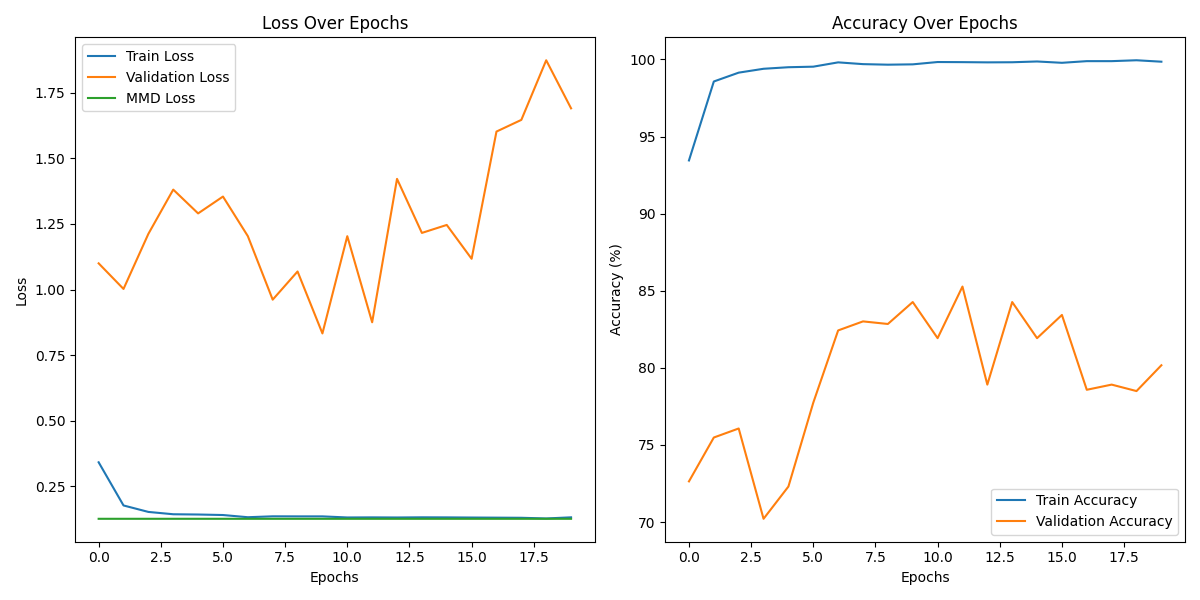 Loss Over Epochs
Train Loss
Validation Loss
MMD Loss
1.75
1.50
1.25
1.00
0.75
0.50
0.25
Loss
0.0 2.5 5.0 7.5 10.0 12.5 15.0 17.5
Epochs
Accuracy Over Epochs
100
95
90
85
80
75
70
Accuracy (%)
Train Accuracy
Validation Accuracy
0.0 2.5 5.0 7.5 10.0 12.5 15.0 17.5
Epochs